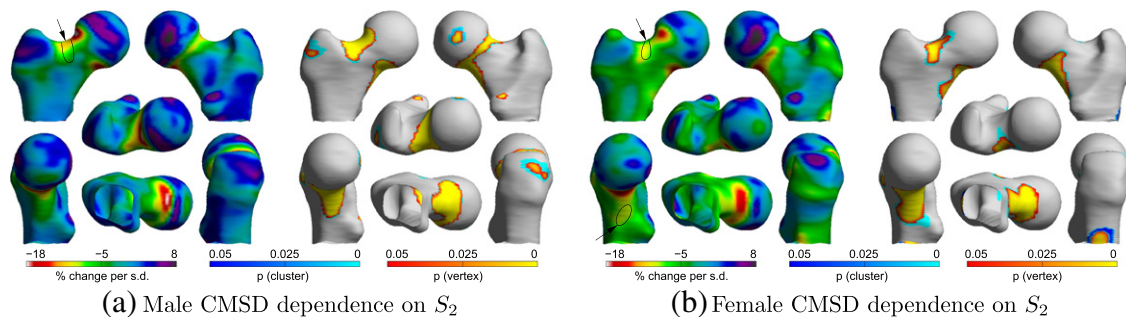 −18 −5 8 0.05 0.025 0 0.05 0.025 0 −18 −5 8 0.05 0.025 0 0.05 0.025 0
% change per s.d. p (cluster) p (vertex) % change per s.d. p (cluster) p (vertex)
(a) Male CMSD dependence on S₂ (b) Female CMSD dependence on S₂